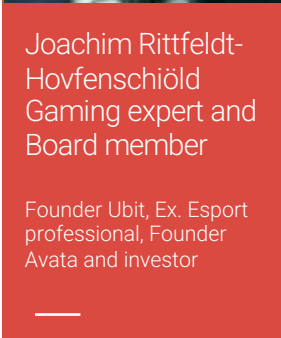 Joachim Rittfeldt-
Hovfenschiöld
Gaming expert and
Board member
Founder Ubit, Ex. Esport
professional, Founder
Avata and investor